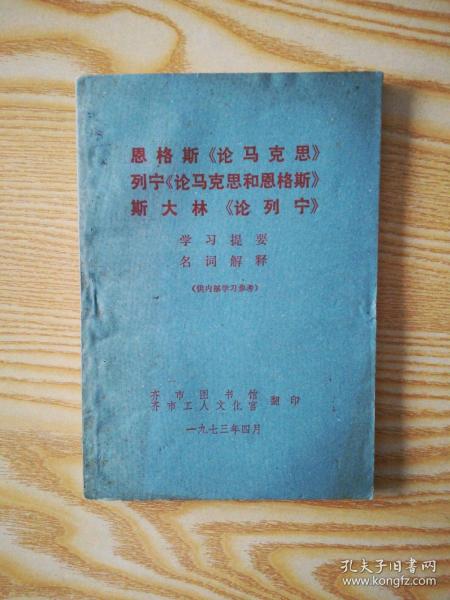 恩格斯《论马克思》
列宁《论马克思和恩格斯》
斯大林《论列宁》
学习提要
名词解释
(供内部学习参考)
齐市图书馆
齐市工人文化宫 翻印
一九七三年四月
孔夫子旧书网
www.kongfz.com